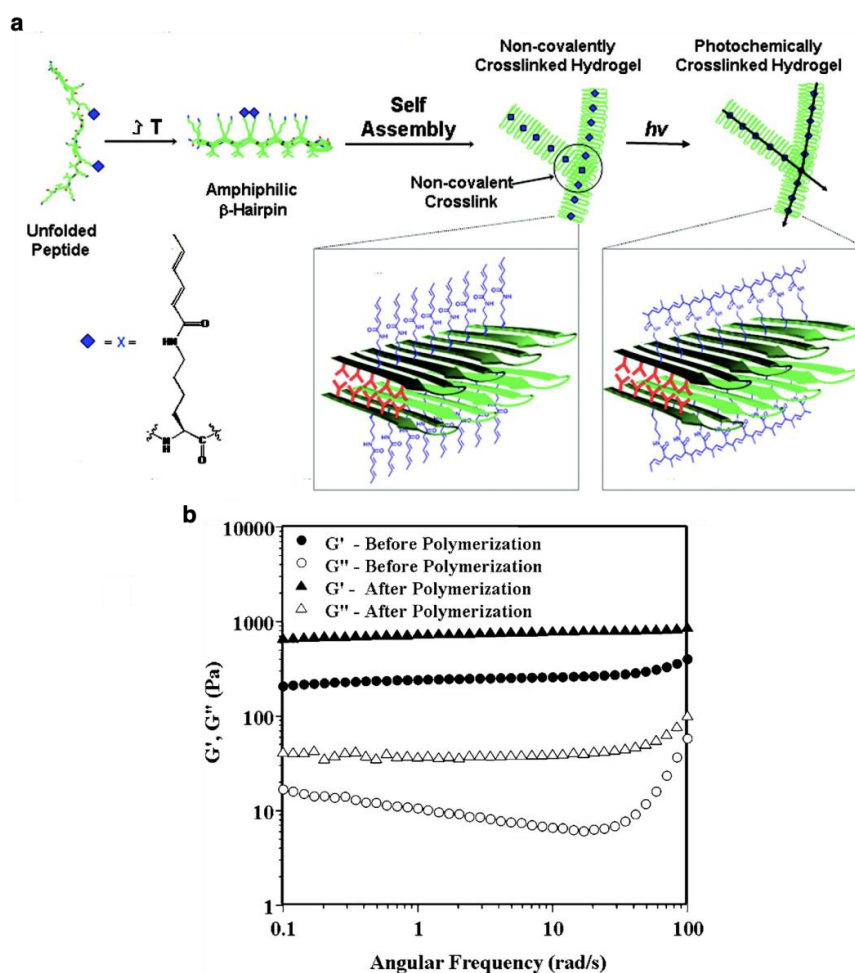 a
Non-covalently
Crosslinked Hydrogel
Photochemically
Crosslinked Hydrogel
T
Self
Assembly
hν
Amphiphilic
β-Hairpin
Non-covalent
Crosslink
Unfolded
Peptide
= X =
O
HN
N
H
C
O
b
10000
1000
100
10
1
G', G" (Pa)
● G' - Before Polymerization
○ G" - Before Polymerization
▲ G' - After Polymerization
△ G" - After Polymerization
0.1 1 10 100
Angular Frequency (rad/s)